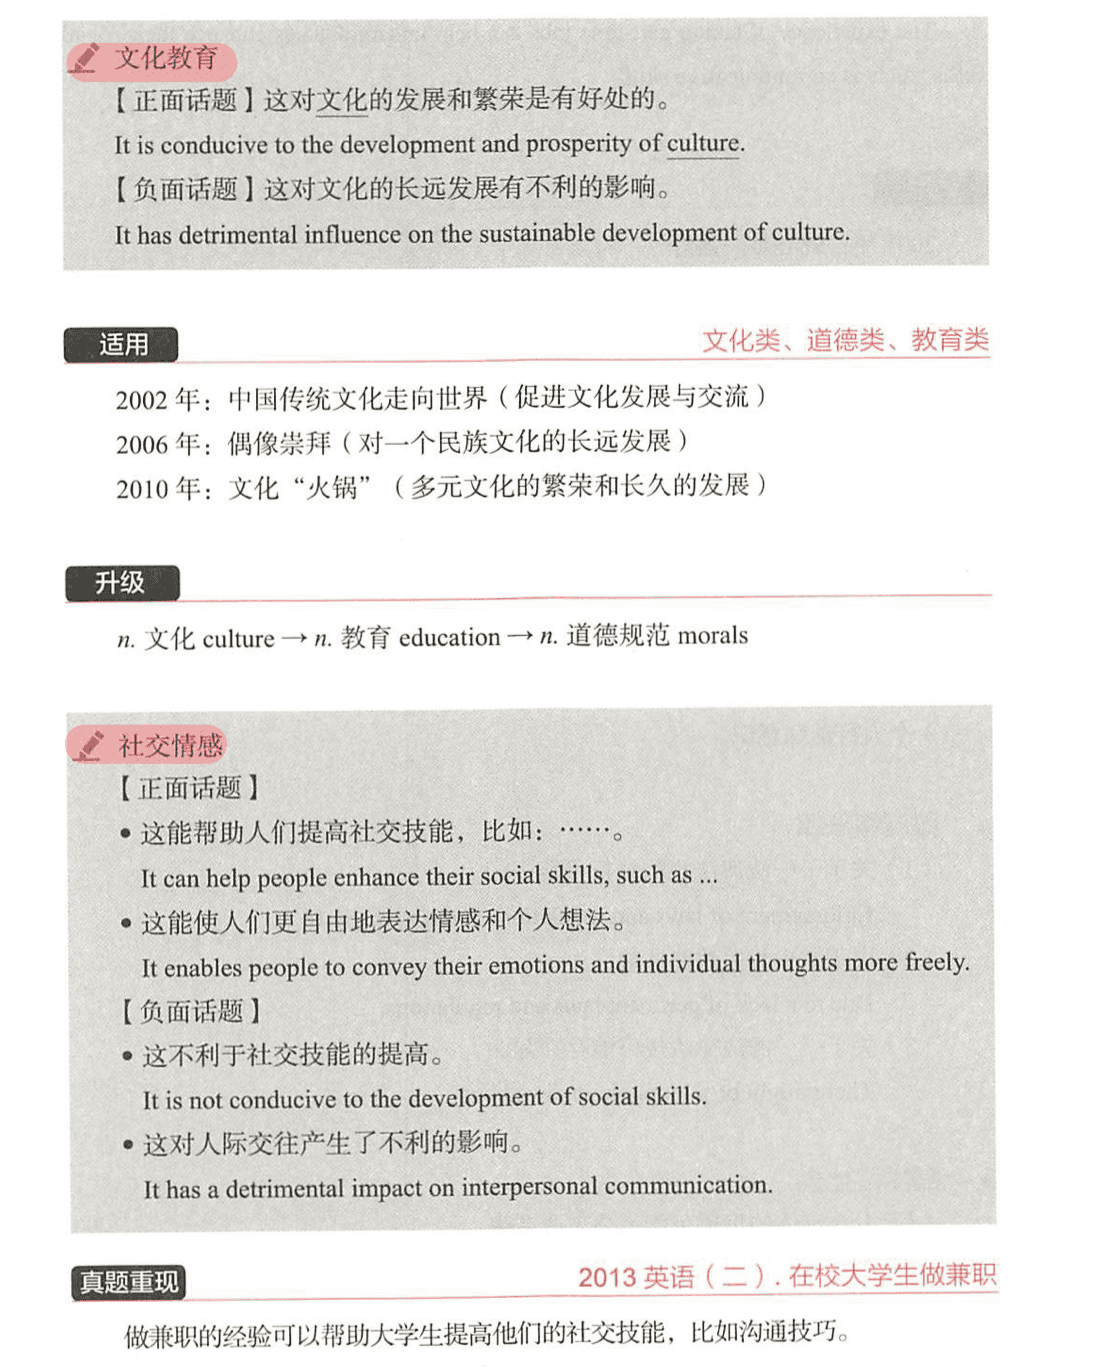 文化教育
【正面话题】这对文化的发展和繁荣是有好处的。
It is conducive to the development and prosperity of culture.
【负面话题】这对文化的长远发展有不利的影响。
It has detrimental influence on the sustainable development of culture.
适用
文化类、道德类、教育类
2002 年：中国传统文化走向世界（促进文化发展与交流）
2006 年：偶像崇拜（对一个民族文化的长远发展）
2010 年：文化“火锅”（多元文化的繁荣和长久的发展）
升级
n. 文化 culture → n. 教育 education → n. 道德规范 morals
社交情感
【正面话题】
• 这能帮助人们提高社交技能，比如：……。
It can help people enhance their social skills, such as ...
• 这能使人们更自由地表达情感和个人想法。
It enables people to convey their emotions and individual thoughts more freely.
【负面话题】
• 这不利于社交技能的提高。
It is not conducive to the development of social skills.
• 这对人际交往产生了不利的影响。
It has a detrimental impact on interpersonal communication.
真题重现
2013 英语（二）. 在校大学生做兼职
做兼职的经验可以帮助大学生提高他们的社交技能，比如沟通技巧。